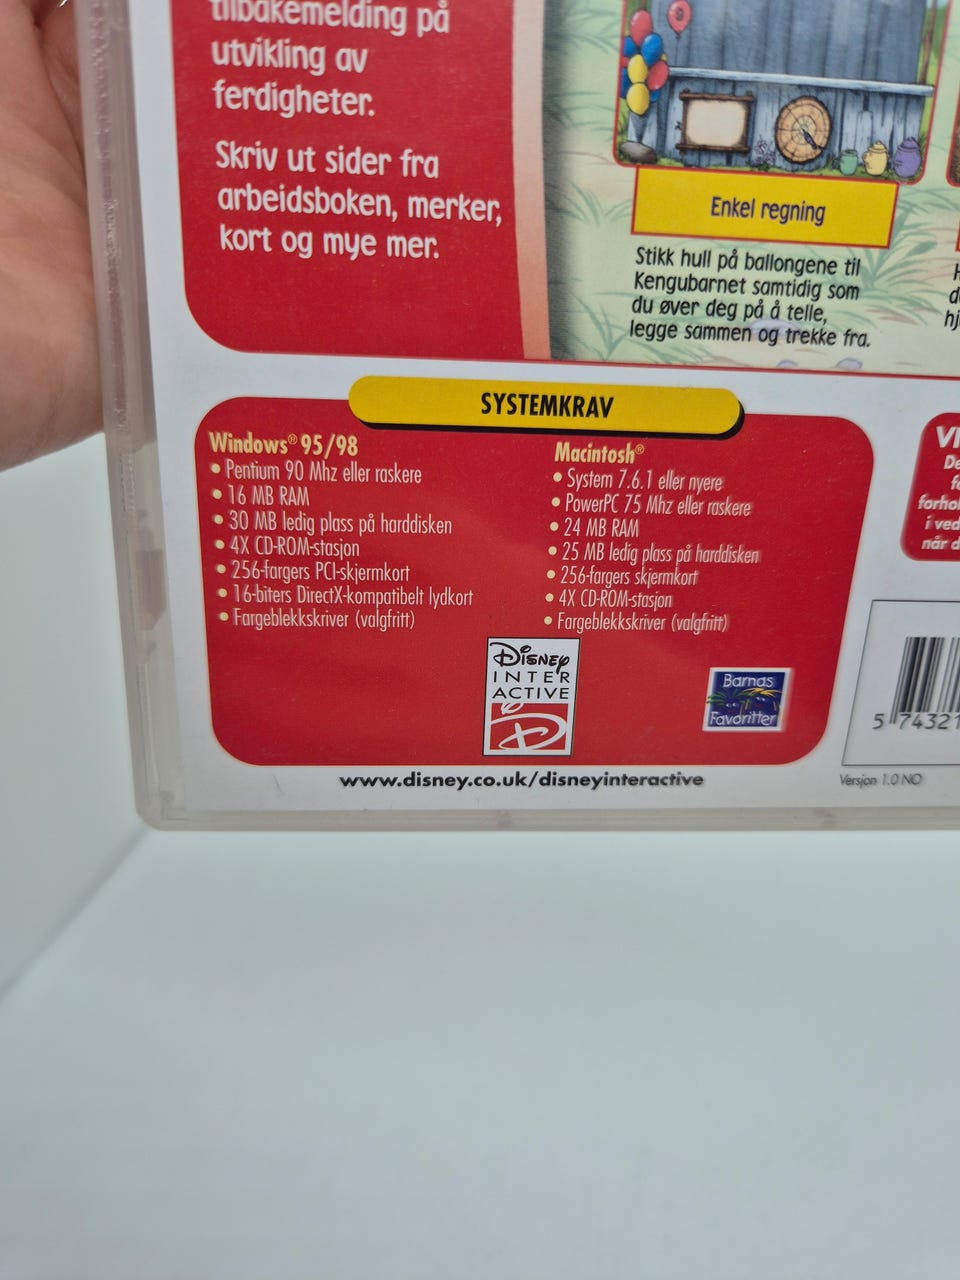 tilbakemelding på
utvikling av
ferdigheter.
Skriv ut sider fra
arbeidsboken, merker,
kort og mye mer.
Enkel regning
Stikk hull på ballongene til
Kengubarnet samtidig som
du øver deg på å telle,
legge sammen og trekke fra.
SYSTEMKRAV
Windows® 95/98
• Pentium 90 Mhz eller raskere
• 16 MB RAM
• 30 MB ledig plass på harddisken
• 4X CD-ROM-stasjon
• 256-fargers PCI-skjermkort
• 16-biters DirectX-kompatibelt lydkort
• Fargeblekkskriver (valgfritt)
Macintosh®
• System 7.6.1 eller nyere
• PowerPC 75 Mhz eller raskere
• 24 MB RAM
• 25 MB ledig plass på harddisken
• 256-fargers skjermkort
• 4X CD-ROM-stasjon
• Fargeblekkskriver (valgfritt)
DISNEY
INTER
ACTIVE
Barnas
Favoritter
www.disney.co.uk/disneyinteractive
i ved
når d
5 74321
Versjon 1.0 NO